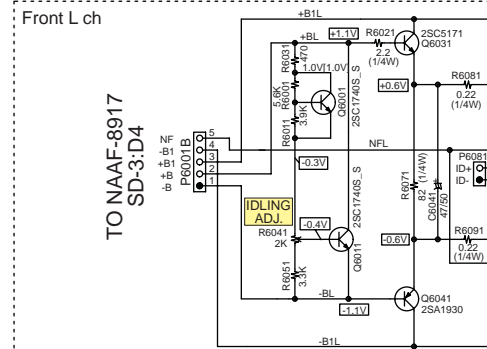 Front L ch
+B1L
+BL
+1.1V
R6021
2.2
(1/4W)
2SC5171
Q6031
R6031
470
1.0V[1.0V]
R6001
5.6K
Q6001
2SC1740S_S
+0.6V
R6081
0.22
(1/4W)
R6011
3.9K
TO NAAF-8917
SD-3:D4
P6001B
NF 5
-B1 4
+B1 3
+B 2
-B 1
NFL
-0.3V
P6081
ID+
ID-
R6071
82 (1/4W)
C6041
47/50
IDLING
ADJ.
R6041
2K
-0.4V
2SC1740S_S
Q6011
-0.6V
R6091
0.22
(1/4W)
R6051
3.3K
-BL
-1.1V
Q6041
2SA1930
-B1L